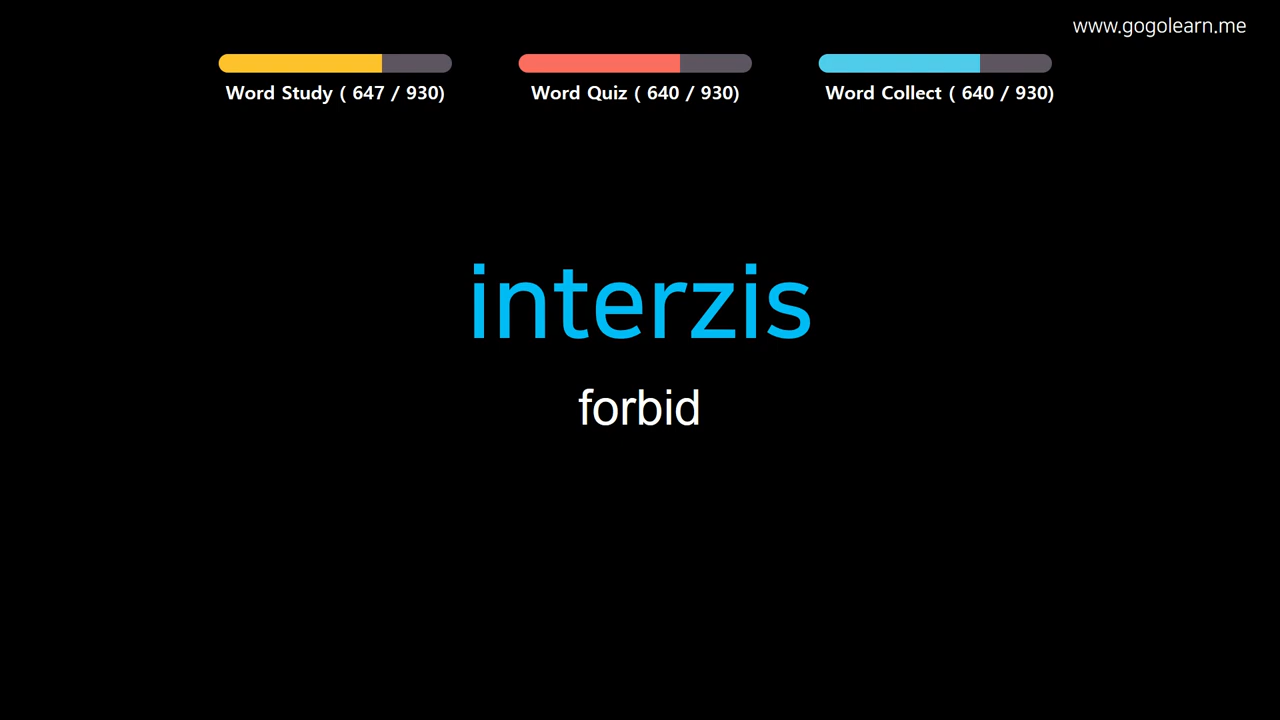 www.gogolearn.me
Word Study ( 647 / 930)
Word Quiz ( 640 / 930)
Word Collect ( 640 / 930)
interzis
forbid